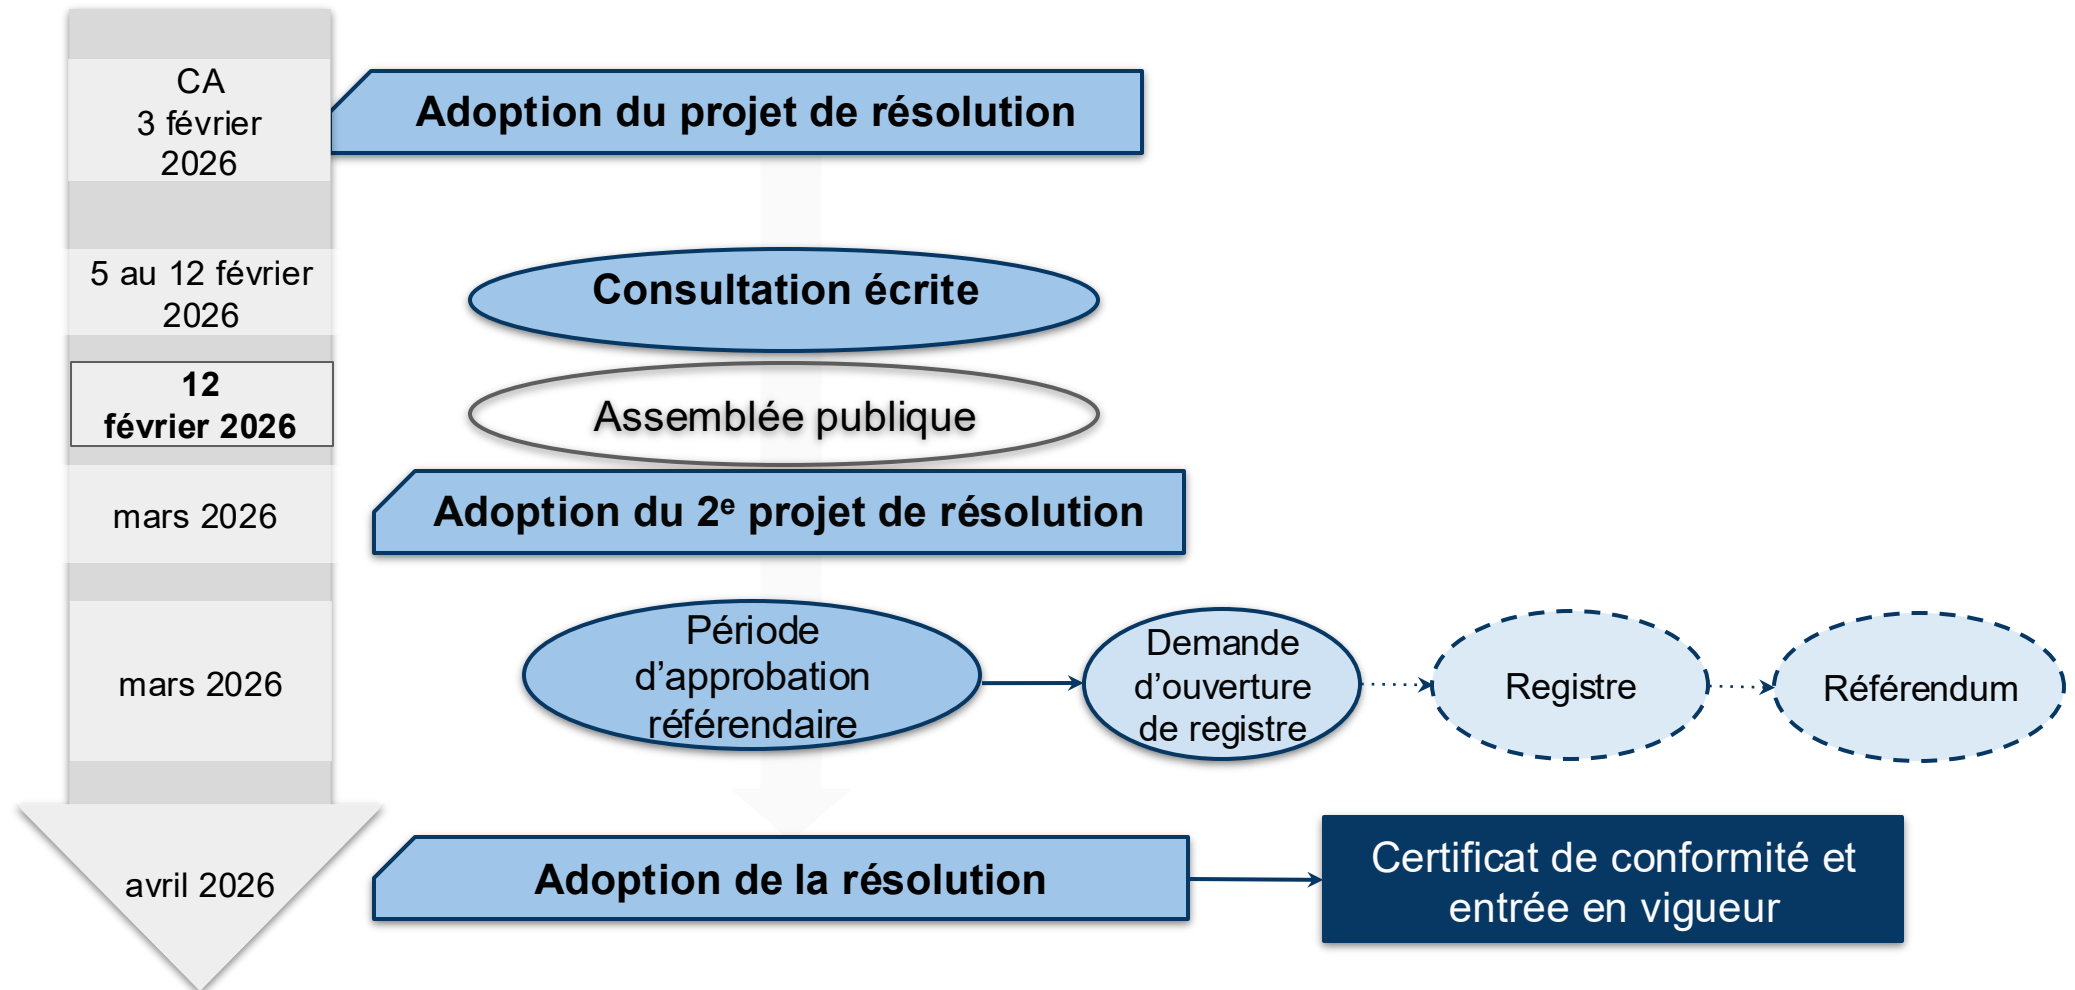 CA
3 février
2026
Adoption du projet de résolution
5 au 12 février
2026
Consultation écrite
12
février 2026
Assemblée publique
mars 2026
Adoption du 2e projet de résolution
mars 2026
Période
d’approbation
référendaire
Demande
d’ouverture
de registre
Registre
Référendum
avril 2026
Adoption de la résolution
Certificat de conformité et
entrée en vigueur